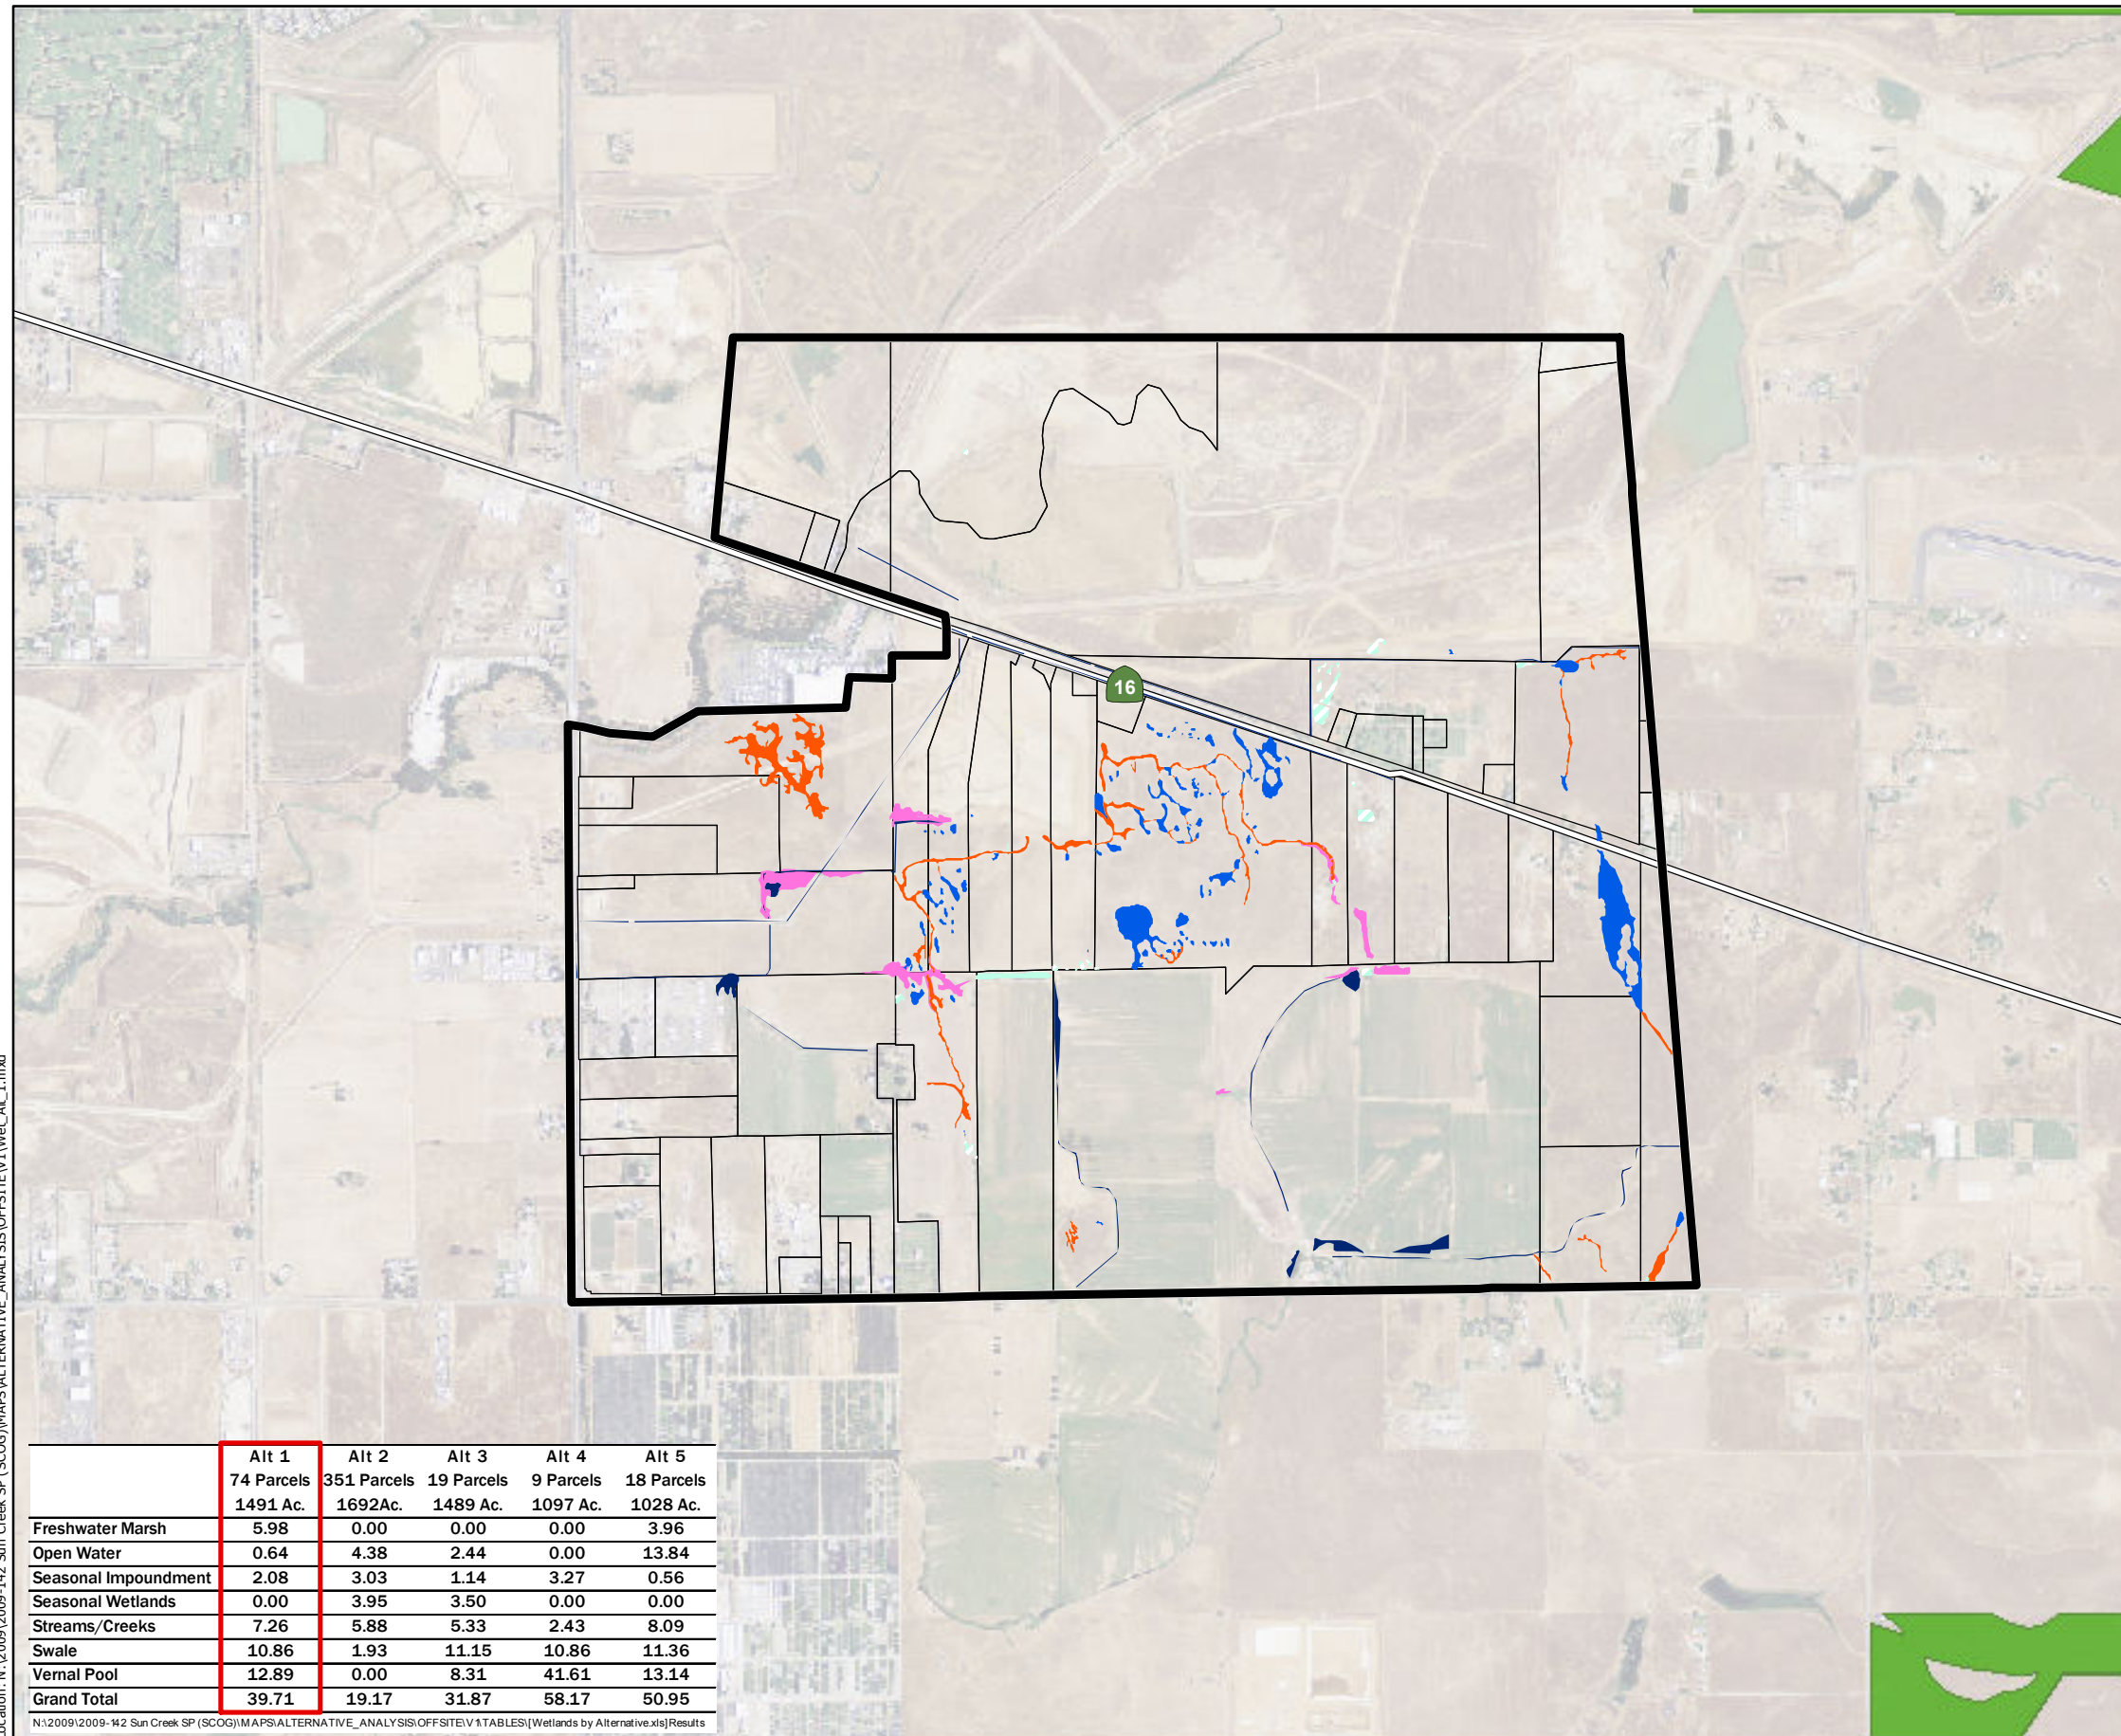 16
Alt 1 Alt 2 Alt 3 Alt 4 Alt 5
74 Parcels 351 Parcels 19 Parcels 9 Parcels 18 Parcels
1491 Ac. 1692Ac. 1489 Ac. 1097 Ac. 1028 Ac.
Freshwater Marsh 5.98 0.00 0.00 0.00 3.96
Open Water 0.64 4.38 2.44 0.00 13.84
Seasonal Impoundment 2.08 3.03 1.14 3.27 0.56
Seasonal Wetlands 0.00 3.95 3.50 0.00 0.00
Streams/Creeks 7.26 5.88 5.33 2.43 8.09
Swale 10.86 1.93 11.15 10.86 11.36
Vernal Pool 12.89 0.00 8.31 41.61 13.14
Grand Total 39.71 19.17 31.87 58.17 50.95
N:\2009\2009-142 Sun Creek SP (SCOG)\MAPS\ALTERNATIVE_ANALYSIS\OFFSITE\V1\TABLES\[Wetlands by Alternative.xls]Results